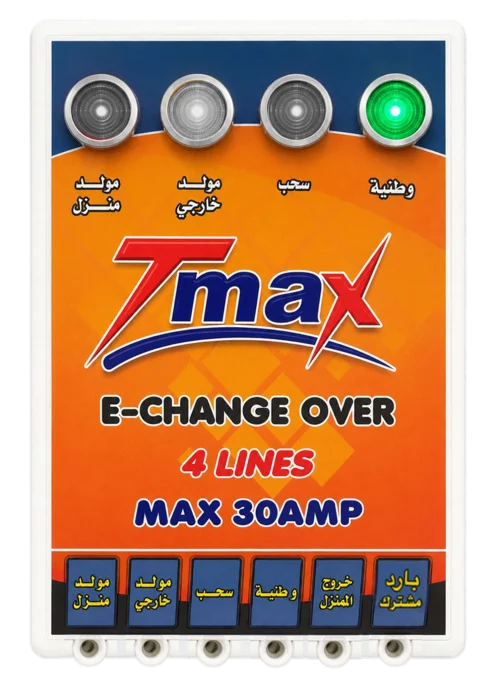 وطنية
سحب
مولد
خارجي
مولد
منزل
Tmax
E-CHANGE OVER
4 LINES
MAX 30AMP
بارد
مشترك
خروج
المنزل
وطنية
سحب
مولد
خارجي
مولد
منزل